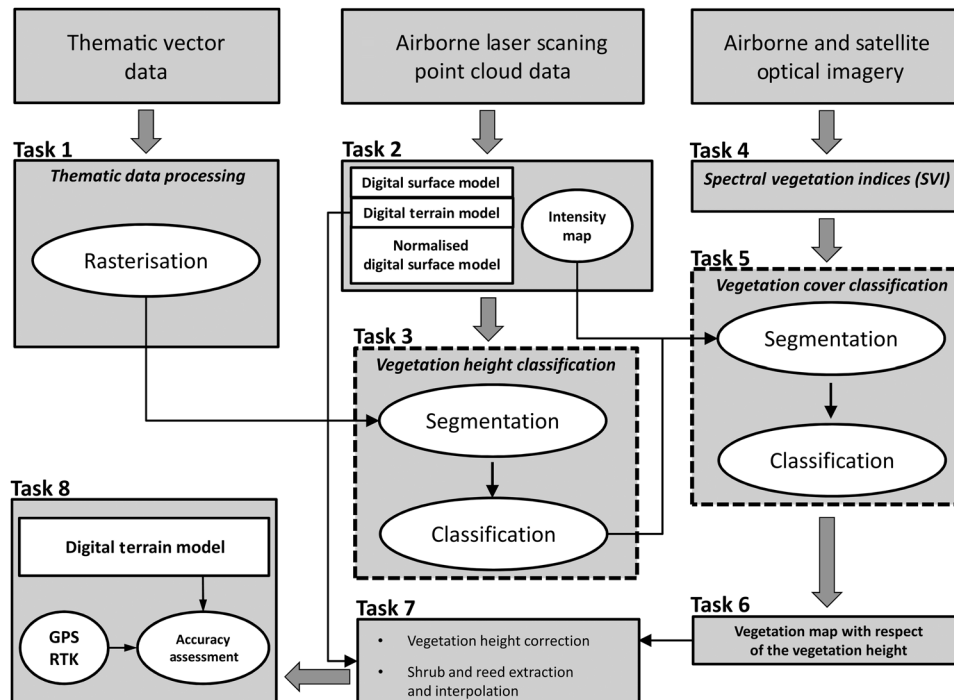 Thematic vector
data
Airborne laser scaning
point cloud data
Airborne and satellite
optical imagery
Task 1
Thematic data processing
Rasterisation
Task 2
Digital surface model
Digital terrain model
Normalised
digital surface model
Intensity
map
Task 4
Spectral vegetation indices (SVI)
Task 5
Vegetation cover classification
Segmentation
Classification
Task 3
Vegetation height classification
Segmentation
Classification
Task 8
Digital terrain model
GPS
RTK
Accuracy
assessment
Task 7
• Vegetation height correction
• Shrub and reed extraction
and interpolation
Task 6
Vegetation map with respect
of the vegetation height